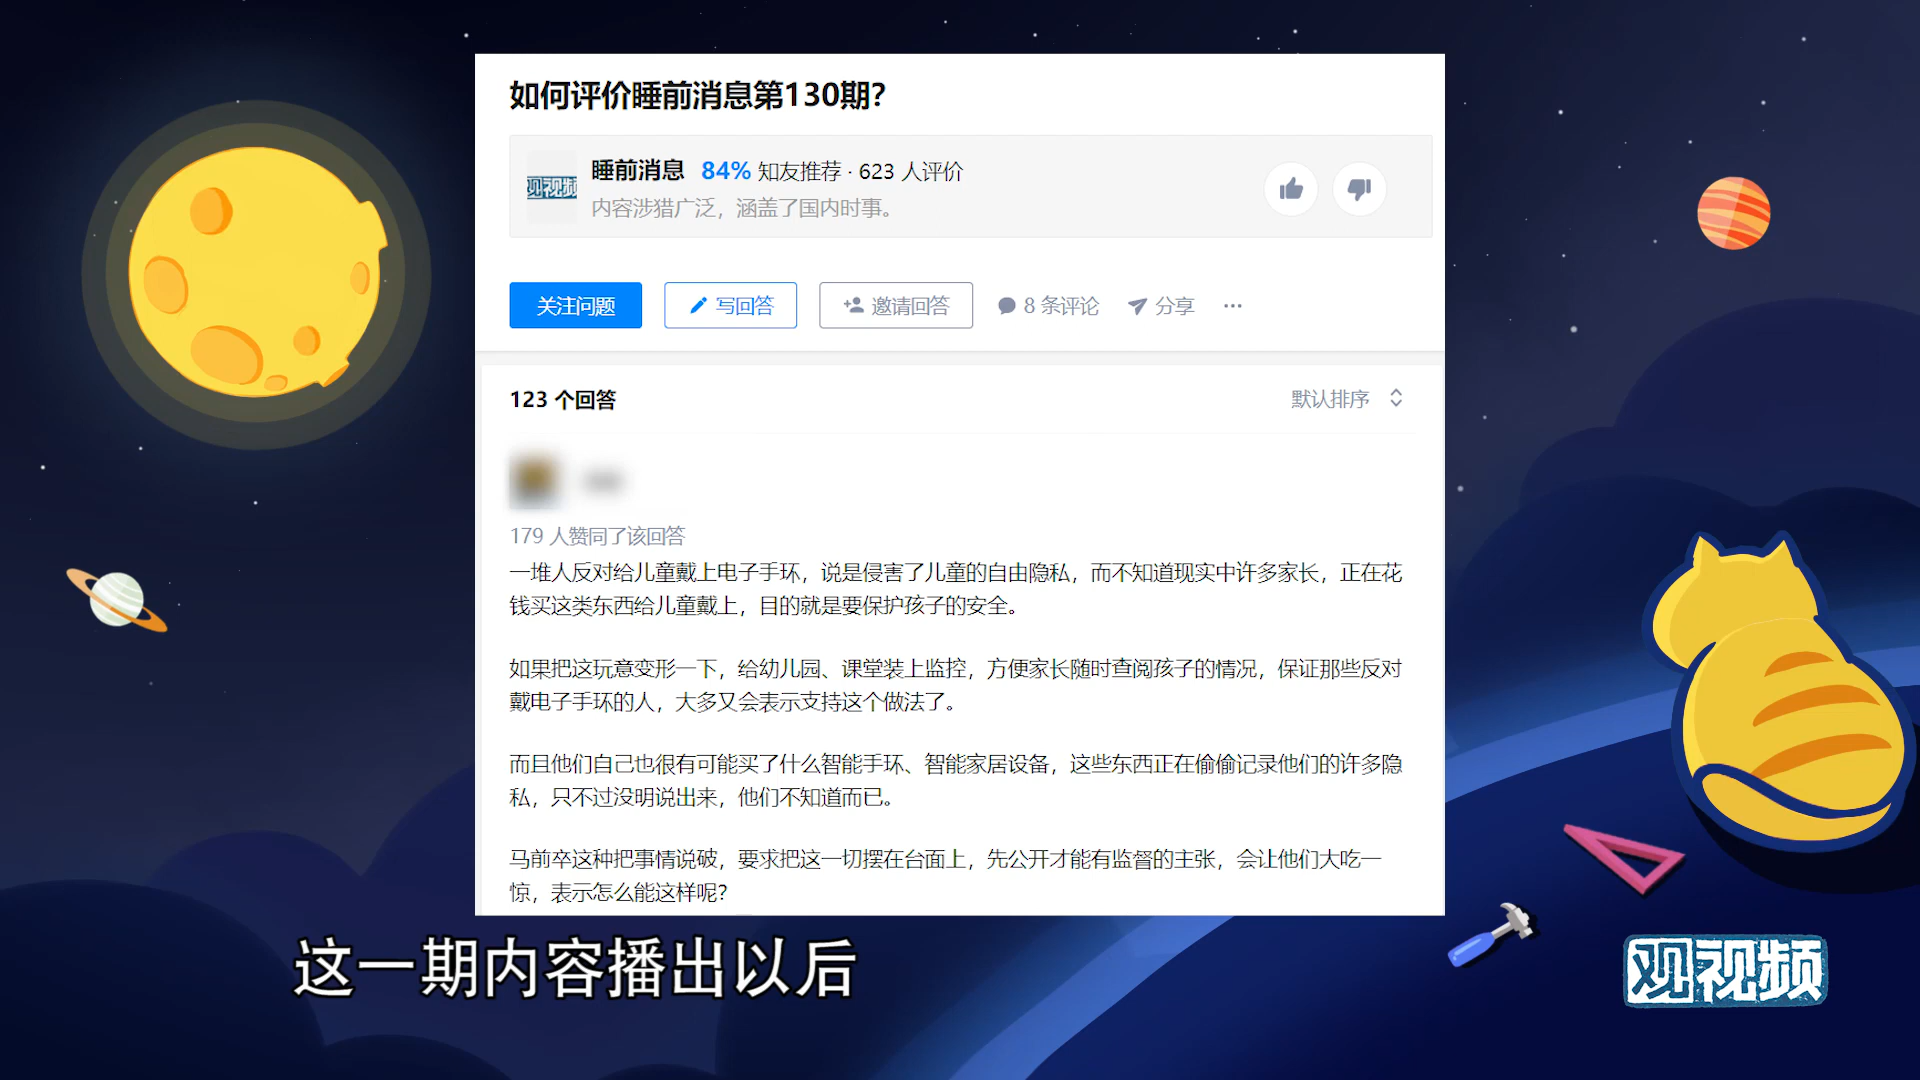 如何评价睡前消息第130期?
观视频
睡前消息 84% 知友推荐 · 623 人评价
内容涉猎广泛，涵盖了国内时事。
关注问题 写回答 邀请回答 8 条评论 分享 ···
123 个回答 默认排序
179 人赞同了该回答
一堆人反对给儿童戴上电子手环，说是侵害了儿童的自由隐私，而不知道现实中许多家长，正在花
钱买这类东西给儿童戴上，目的就是要保护孩子的安全。
如果把这玩意变形一下，给幼儿园、课堂装上监控，方便家长随时查阅孩子的情况，保证那些反对
戴电子手环的人，大多又会表示支持这个做法了。
而且他们自己也很有可能买了什么智能手环、智能家居设备，这些东西正在偷偷记录他们的许多隐
私，只不过没明说出来，他们不知道而已。
马前卒这种把事情说破，要求把这一切摆在台面上，先公开才能有监督的主张，会让他们大吃一
惊，表示怎么能这样呢?
这一期内容播出以后
观视频